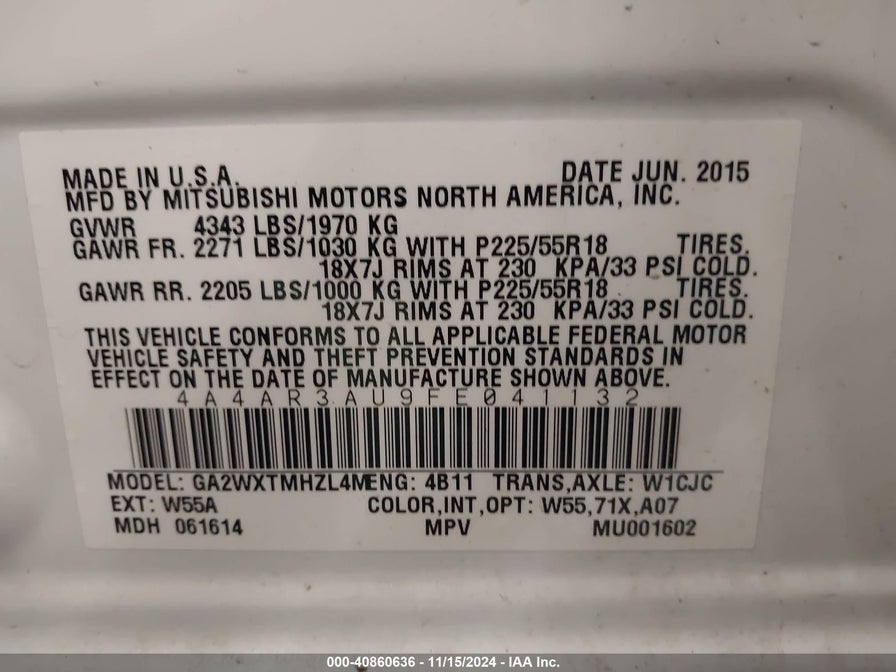 MADE IN U.S.A. DATE JUN. 2015
MFD BY MITSUBISHI MOTORS NORTH AMERICA, INC.
GVWR 4343 LBS/1970 KG
GAWR FR. 2271 LBS/1030 KG WITH P225/55R18 TIRES.
18X7J RIMS AT 230 KPA/33 PSI COLD.
GAWR RR. 2205 LBS/1000 KG WITH P225/55R18 TIRES.
18X7J RIMS AT 230 KPA/33 PSI COLD.
THIS VEHICLE CONFORMS TO ALL APPLICABLE FEDERAL MOTOR
VEHICLE SAFETY AND THEFT PREVENTION STANDARDS IN
EFFECT ON THE DATE OF MANUFACTURE SHOWN ABOVE.
4A4AR3AU9FE041132
MODEL: GA2WXTMHZL4MENG: 4B11 TRANS,AXLE: W1CJC
EXT: W55A COLOR,INT,OPT: W55,71X,A07
MDH 061614 MPV MU001602
000-40860636 - 11/15/2024 - IAA Inc.